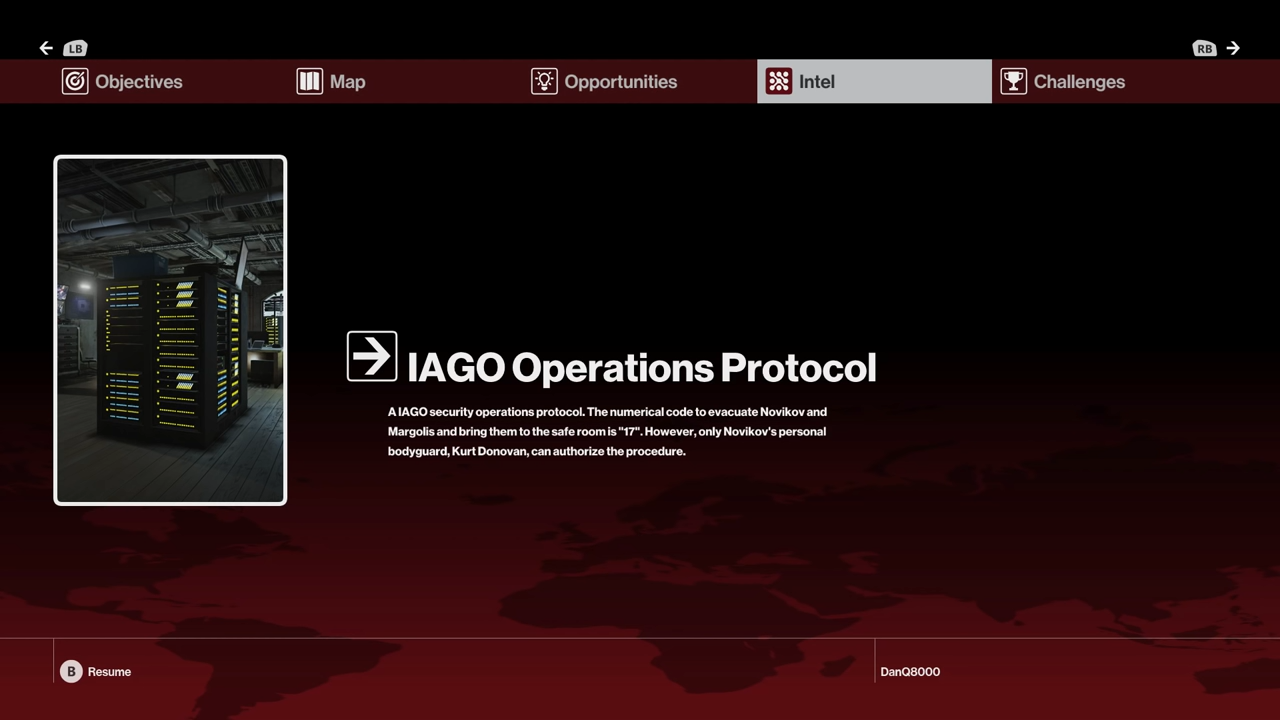 LB
RB
Objectives
Map
Opportunities
Intel
Challenges
IAGO Operations Protocol
A IAGO security operations protocol. The numerical code to evacuate Novikov and
Margolis and bring them to the safe room is "17". However, only Novikov's personal
bodyguard, Kurt Donovan, can authorize the procedure.
B Resume
DanQ8000